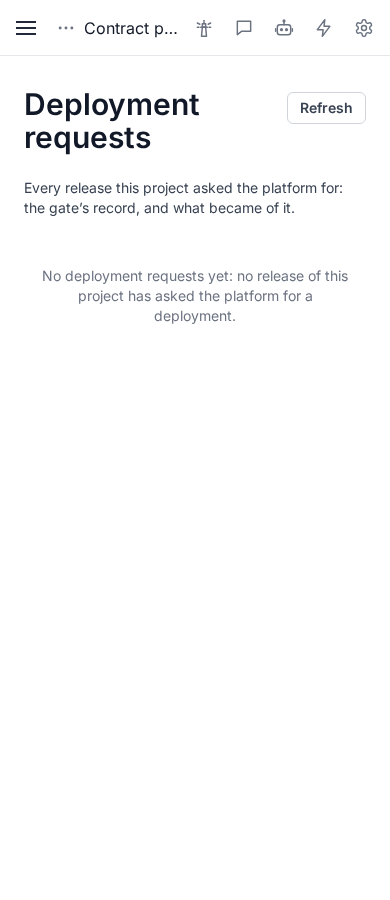 Contract p...
Deployment
requests
Refresh
Every release this project asked the platform for:
the gate’s record, and what became of it.
No deployment requests yet: no release of this
project has asked the platform for a
deployment.